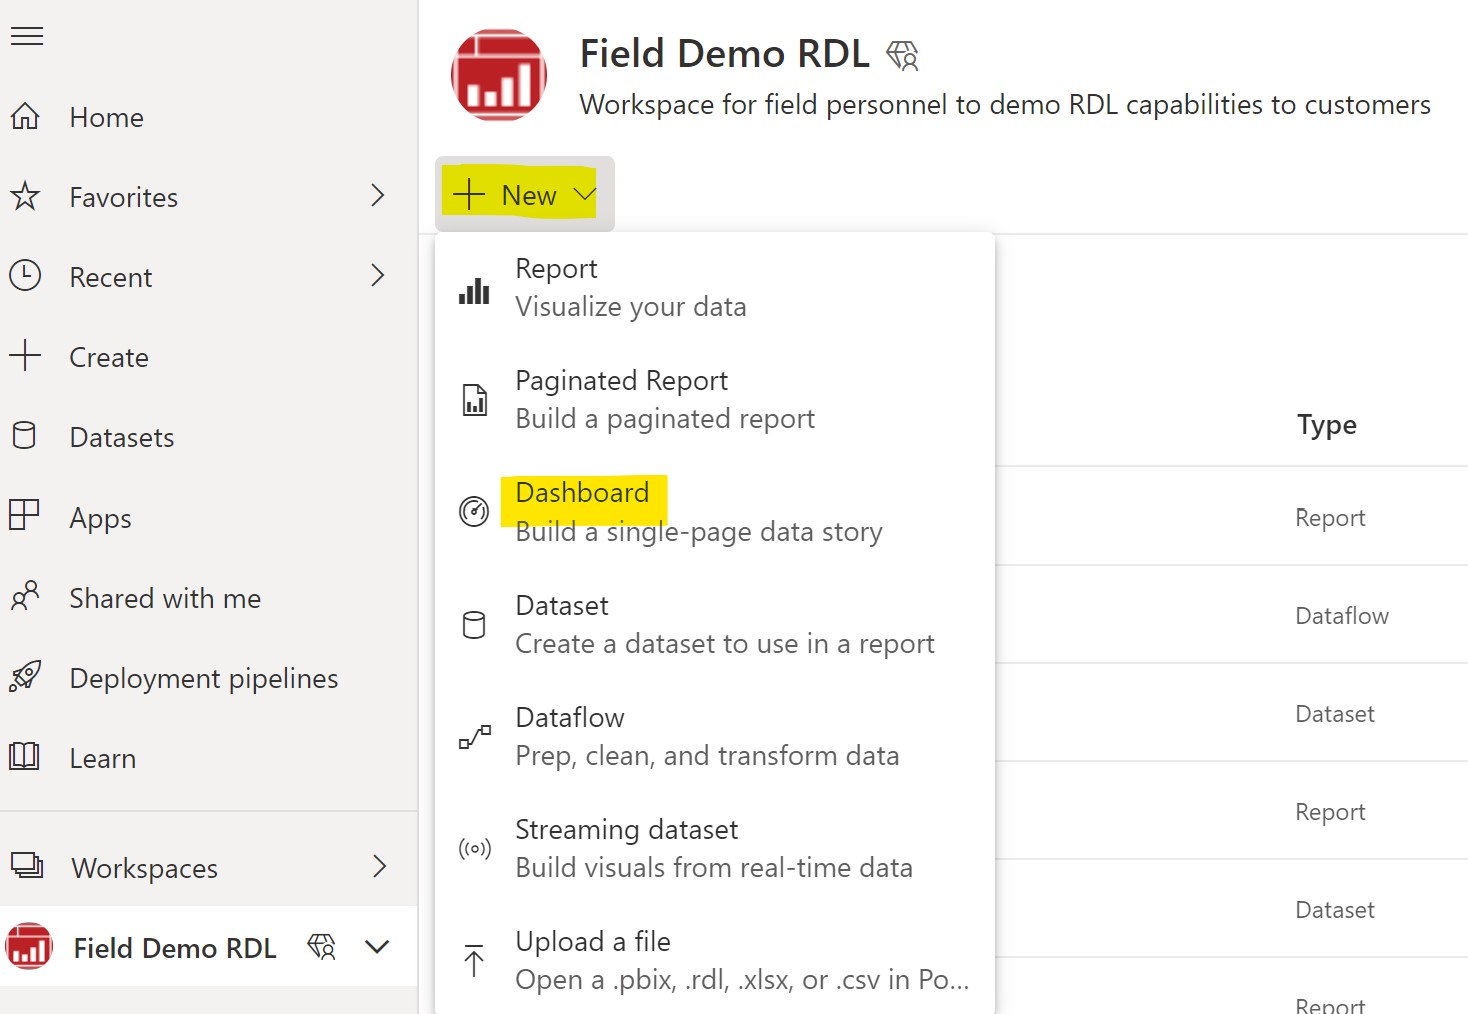 Home
Favorites
Recent
Create
Datasets
Apps
Shared with me
Deployment pipelines
Learn
Workspaces
Field Demo RDL
Field Demo RDL
Workspace for field personnel to demo RDL capabilities to customers
New
Report
Visualize your data
Paginated Report
Build a paginated report
Dashboard
Build a single-page data story
Dataset
Create a dataset to use in a report
Dataflow
Prep, clean, and transform data
Streaming dataset
Build visuals from real-time data
Upload a file
Open a .pbix, .rdl, .xlsx, or .csv in Po...
Type
Report
Dataflow
Dataset
Report
Dataset
Report